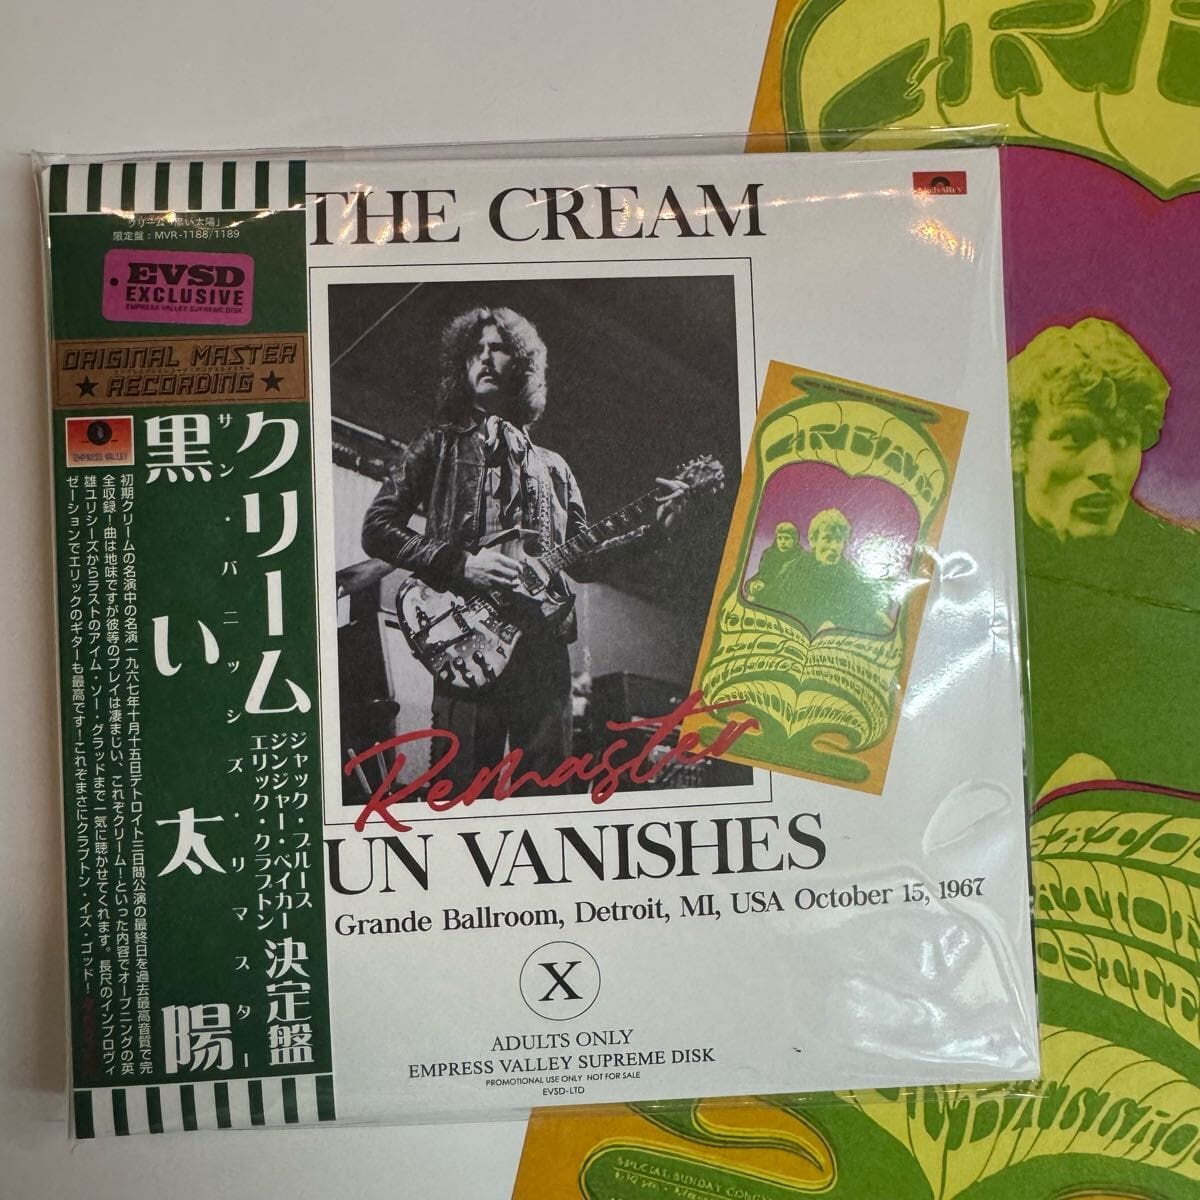 「クリーム・黒い太陽」
限定盤：MVR-1188/1189
EVSD
EXCLUSIVE
EMPRESS VALLEY SUPREME DISK
ORIGINAL MASTER
RECORDING
EMPRESS VALLEY
クリーム
サン・バニッシズ・リマスター
黒い太陽
ジャック・ブルース
ジンジャー・ベイカー
エリック・クラプトン
決定盤
初期クリームの名演中の名演一九六七年十月十五日デトロイト三日間公演の最終日を過去最高音質で完
全収録！曲は地味ですが彼等のプレイは凄まじい、これぞクリーム！といった内容でオープニングの英
雄ユリシーズからラストのアイム・ソー・グラッドまで一気に聴かせてくれます。長尺のインプロヴィ
ゼーションでエリックのギターも最高です！これぞまさにクラプトン・イズ・ゴッド！
THE CREAM
CREAM
Remaster
UN VANISHES
Grande Ballroom, Detroit, MI, USA October 15, 1967
X
ADULTS ONLY
EMPRESS VALLEY SUPREME DISK
PROMOTIONAL USE ONLY NOT FOR SALE
EVSD-LTD
SPECIAL SUNDAY